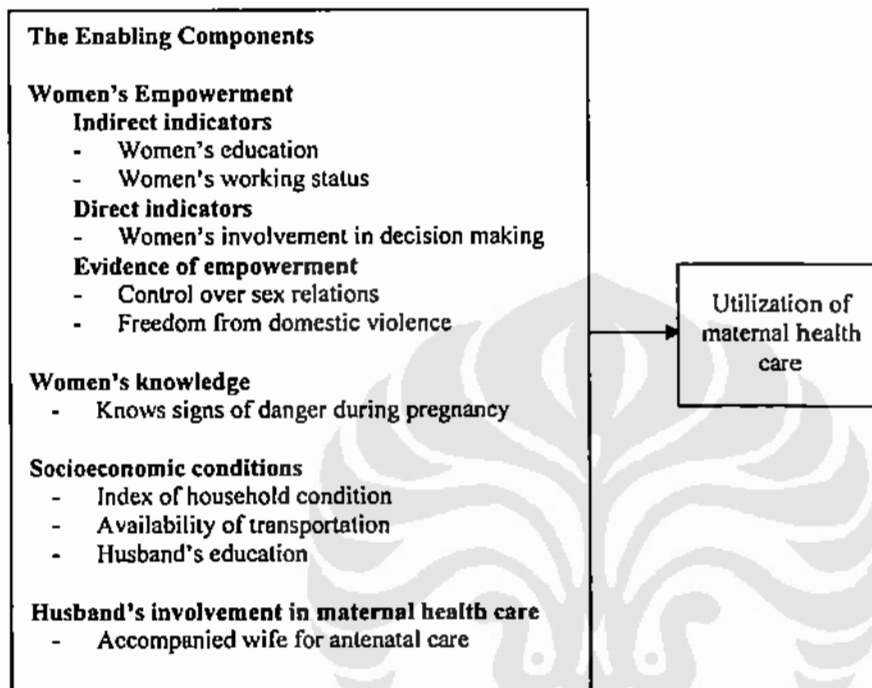 The Enabling Components
Women's Empowerment
Indirect indicators
- Women's education
- Women's working status
Direct indicators
- Women's involvement in decision making
Evidence of empowerment
- Control over sex relations
- Freedom from domestic violence
Women's knowledge
- Knows signs of danger during pregnancy
Socioeconomic conditions
- Index of household condition
- Availability of transportation
- Husband's education
Husband's involvement in maternal health care
- Accompanied wife for antenatal care
Utilization of
maternal health
care